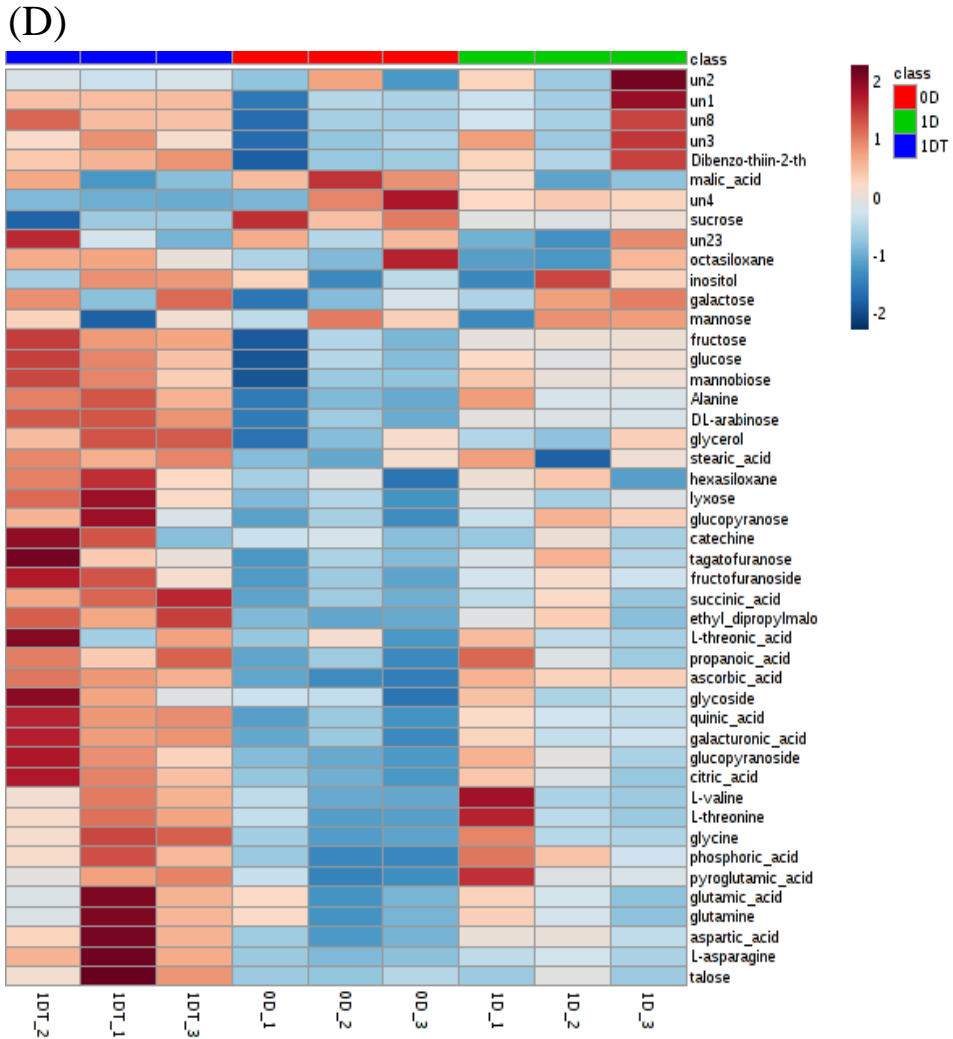 (D)
class
un2
un1
un8
un3
Dibenzo-thiin-2-th
malic_acid
un4
sucrose
un23
octasiloxane
inositol
galactose
mannose
fructose
glucose
mannobiose
Alanine
DL-arabinose
glycerol
stearic_acid
hexasiloxane
lyxose
glucopyranose
catechine
tagatofuranose
fructofuranoside
succinic_acid
ethyl_dipropylmalo
L-threonic_acid
propanoic_acid
ascorbic_acid
glycoside
quinic_acid
galacturonic_acid
glucopyranoside
citric_acid
L-valine
L-threonine
glycine
phosphoric_acid
pyroglutamic_acid
glutamic_acid
glutamine
aspartic_acid
L-asparagine
talose
2
1
0
-1
-2
class
0D
1D
1DT
1DT_2
1DT_1
1DT_3
0D_1
0D_2
0D_3
1D_1
1D_2
1D_3